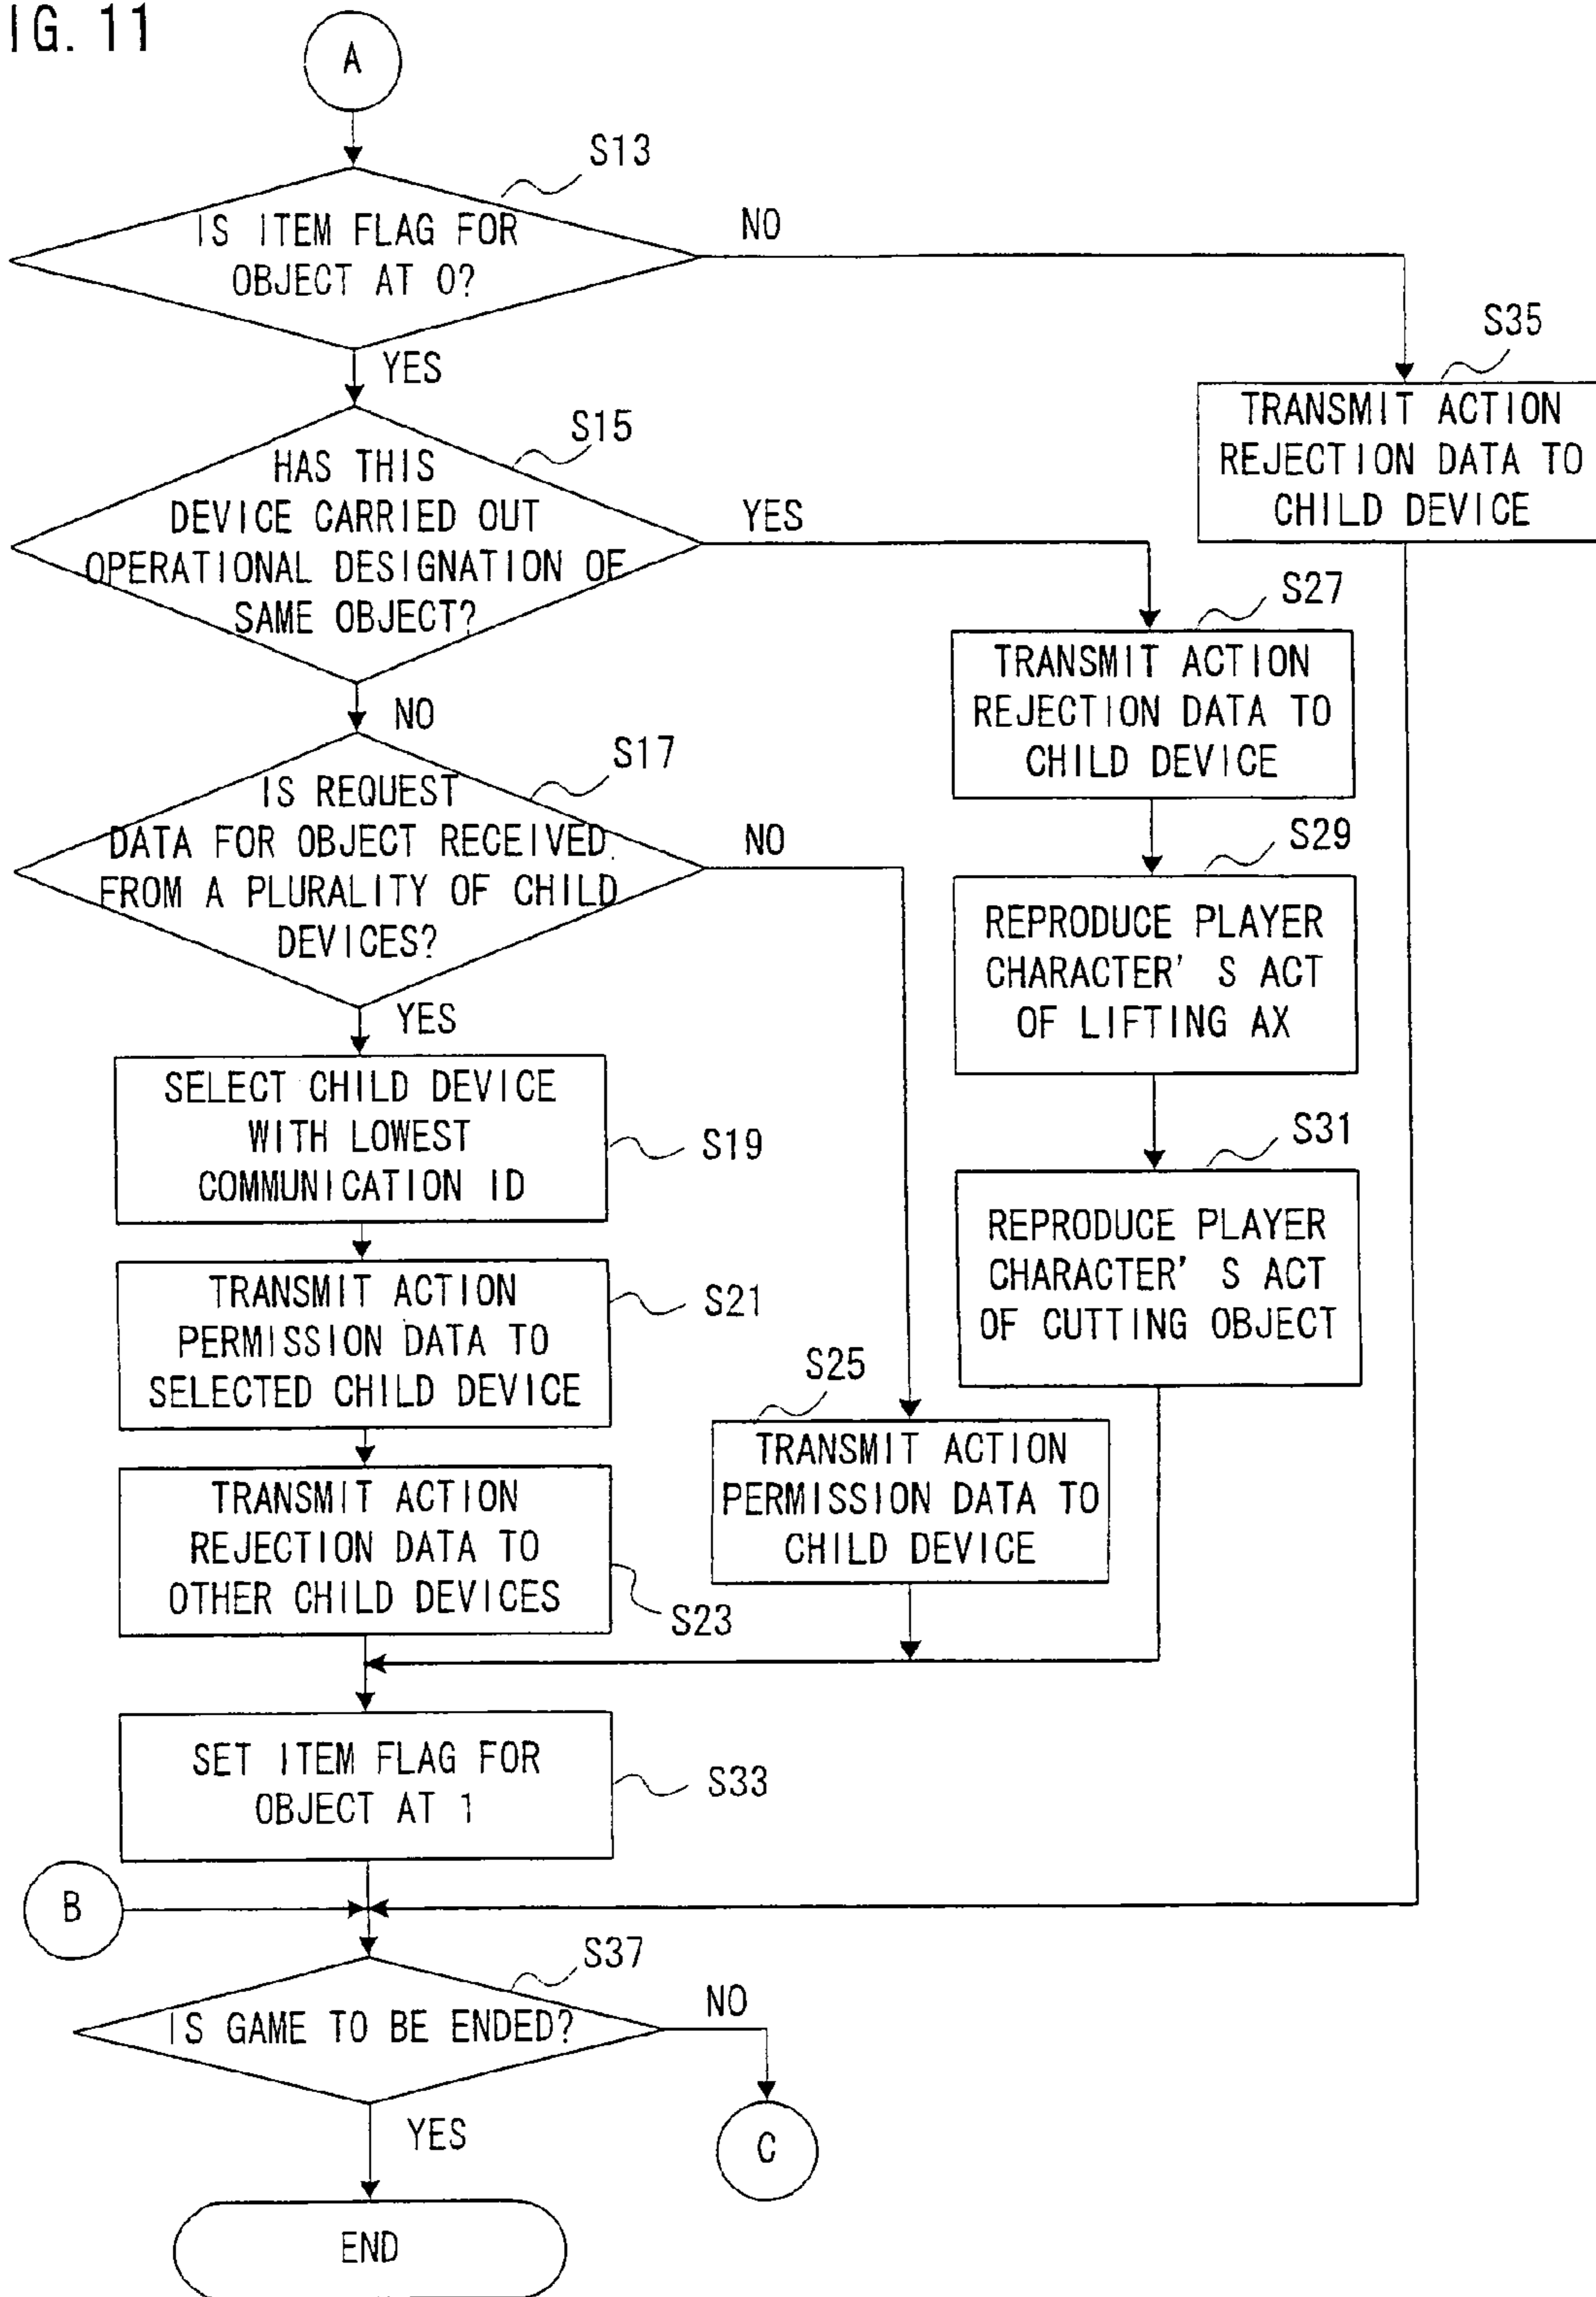 IG. 11
A
S13
IS ITEM FLAG FOR
OBJECT AT 0?
NO
YES
S35
TRANSMIT ACTION
REJECTION DATA TO
CHILD DEVICE
S15
HAS THIS
DEVICE CARRIED OUT
OPERATIONAL DESIGNATION OF
SAME OBJECT?
YES
NO
S27
TRANSMIT ACTION
REJECTION DATA TO
CHILD DEVICE
S17
IS REQUEST
DATA FOR OBJECT RECEIVED
FROM A PLURALITY OF CHILD
DEVICES?
NO
YES
S29
REPRODUCE PLAYER
CHARACTER' S ACT
OF LIFTING AX
SELECT CHILD DEVICE
WITH LOWEST
COMMUNICATION ID
S19
S31
REPRODUCE PLAYER
CHARACTER' S ACT
OF CUTTING OBJECT
TRANSMIT ACTION
PERMISSION DATA TO
SELECTED CHILD DEVICE
S21
S25
TRANSMIT ACTION
PERMISSION DATA TO
CHILD DEVICE
TRANSMIT ACTION
REJECTION DATA TO
OTHER CHILD DEVICES
S23
SET ITEM FLAG FOR
OBJECT AT 1
S33
B
S37
IS GAME TO BE ENDED?
NO
YES
C
END